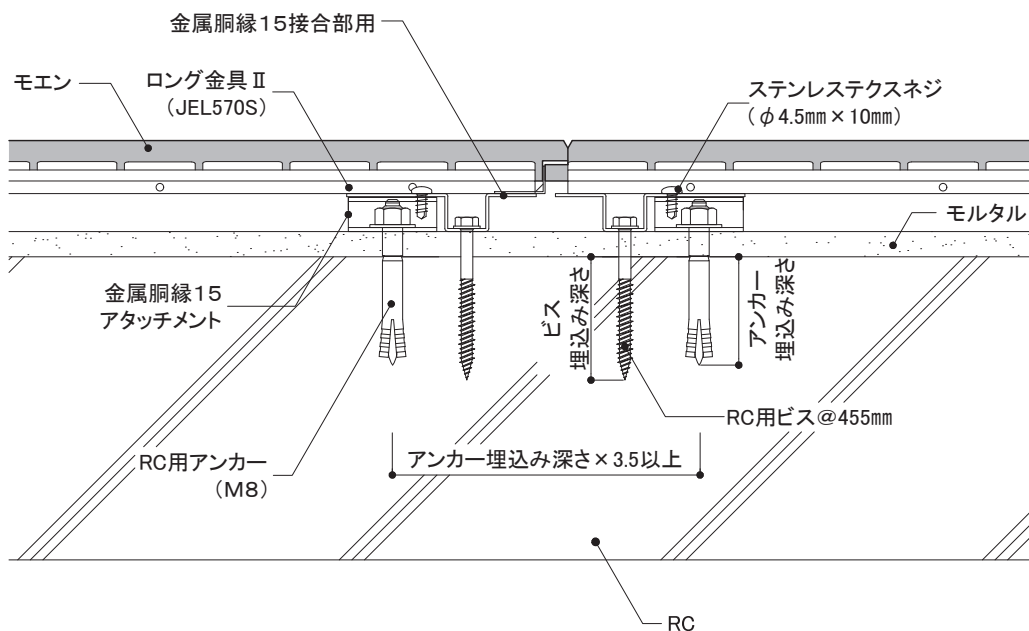 金属胴縁15接合部用
モエン
ロング金具Ⅱ
(JEL570S)
ステンレステクスネジ
(φ4.5mm×10mm)
モルタル
金属胴縁15
アタッチメント
ビス
埋込み深さ
アンカー
埋込み深さ
RC用ビス@455mm
RC用アンカー
(M8)
アンカー埋込み深さ×3.5以上
RC